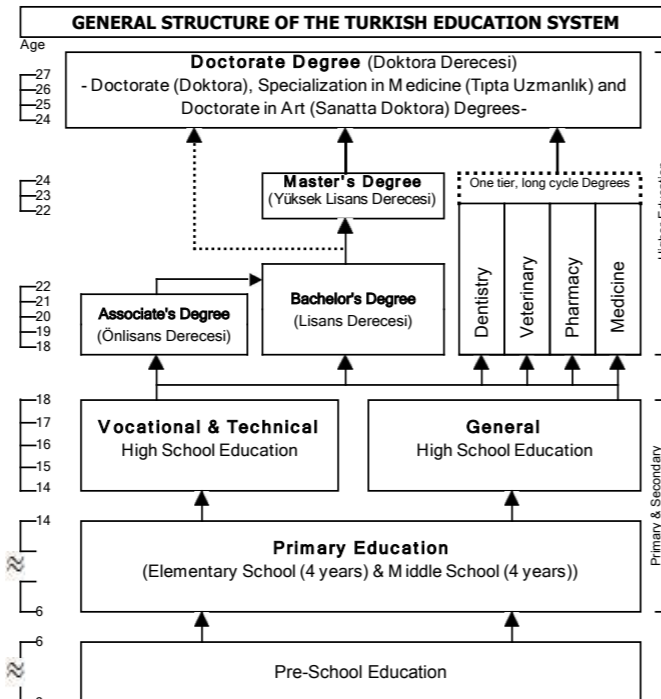 GENERAL STRUCTURE OF THE TURKISH EDUCATION SYSTEM
Age
27
26
25
24
Doctorate Degree (Doktora Derecesi)
- Doctorate (Doktora), Specialization in Medicine (Tıpta Uzmanlık) and
Doctorate in Art (Sanatta Doktora) Degrees-
24
23
22
Master's Degree
(Yüksek Lisans Derecesi)
One tier, long cycle Degrees
Higher Education
22
21
20
19
18
Associate's Degree
(Önlisans Derecesi)
Bachelor's Degree
(Lisans Derecesi)
Dentistry
Veterinary
Pharmacy
Medicine
18
17
16
15
14
Vocational & Technical
High School Education
General
High School Education
Primary & Secondary
14
6
Primary Education
(Elementary School (4 years) & Middle School (4 years))
6
Pre-School Education